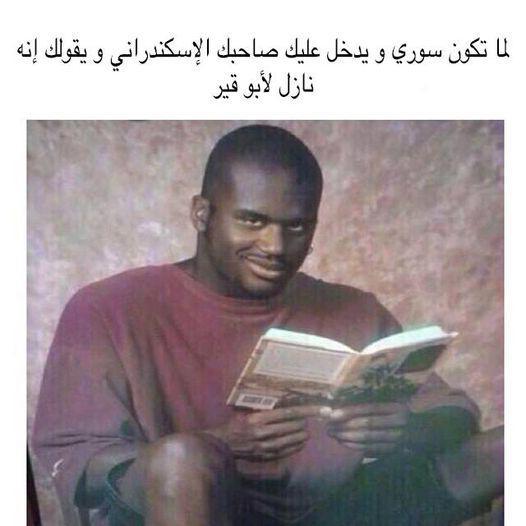 لما تكون سوري و يدخل عليك صاحبك الإسكندراني و يقولك إنه
نازل لأبو قير